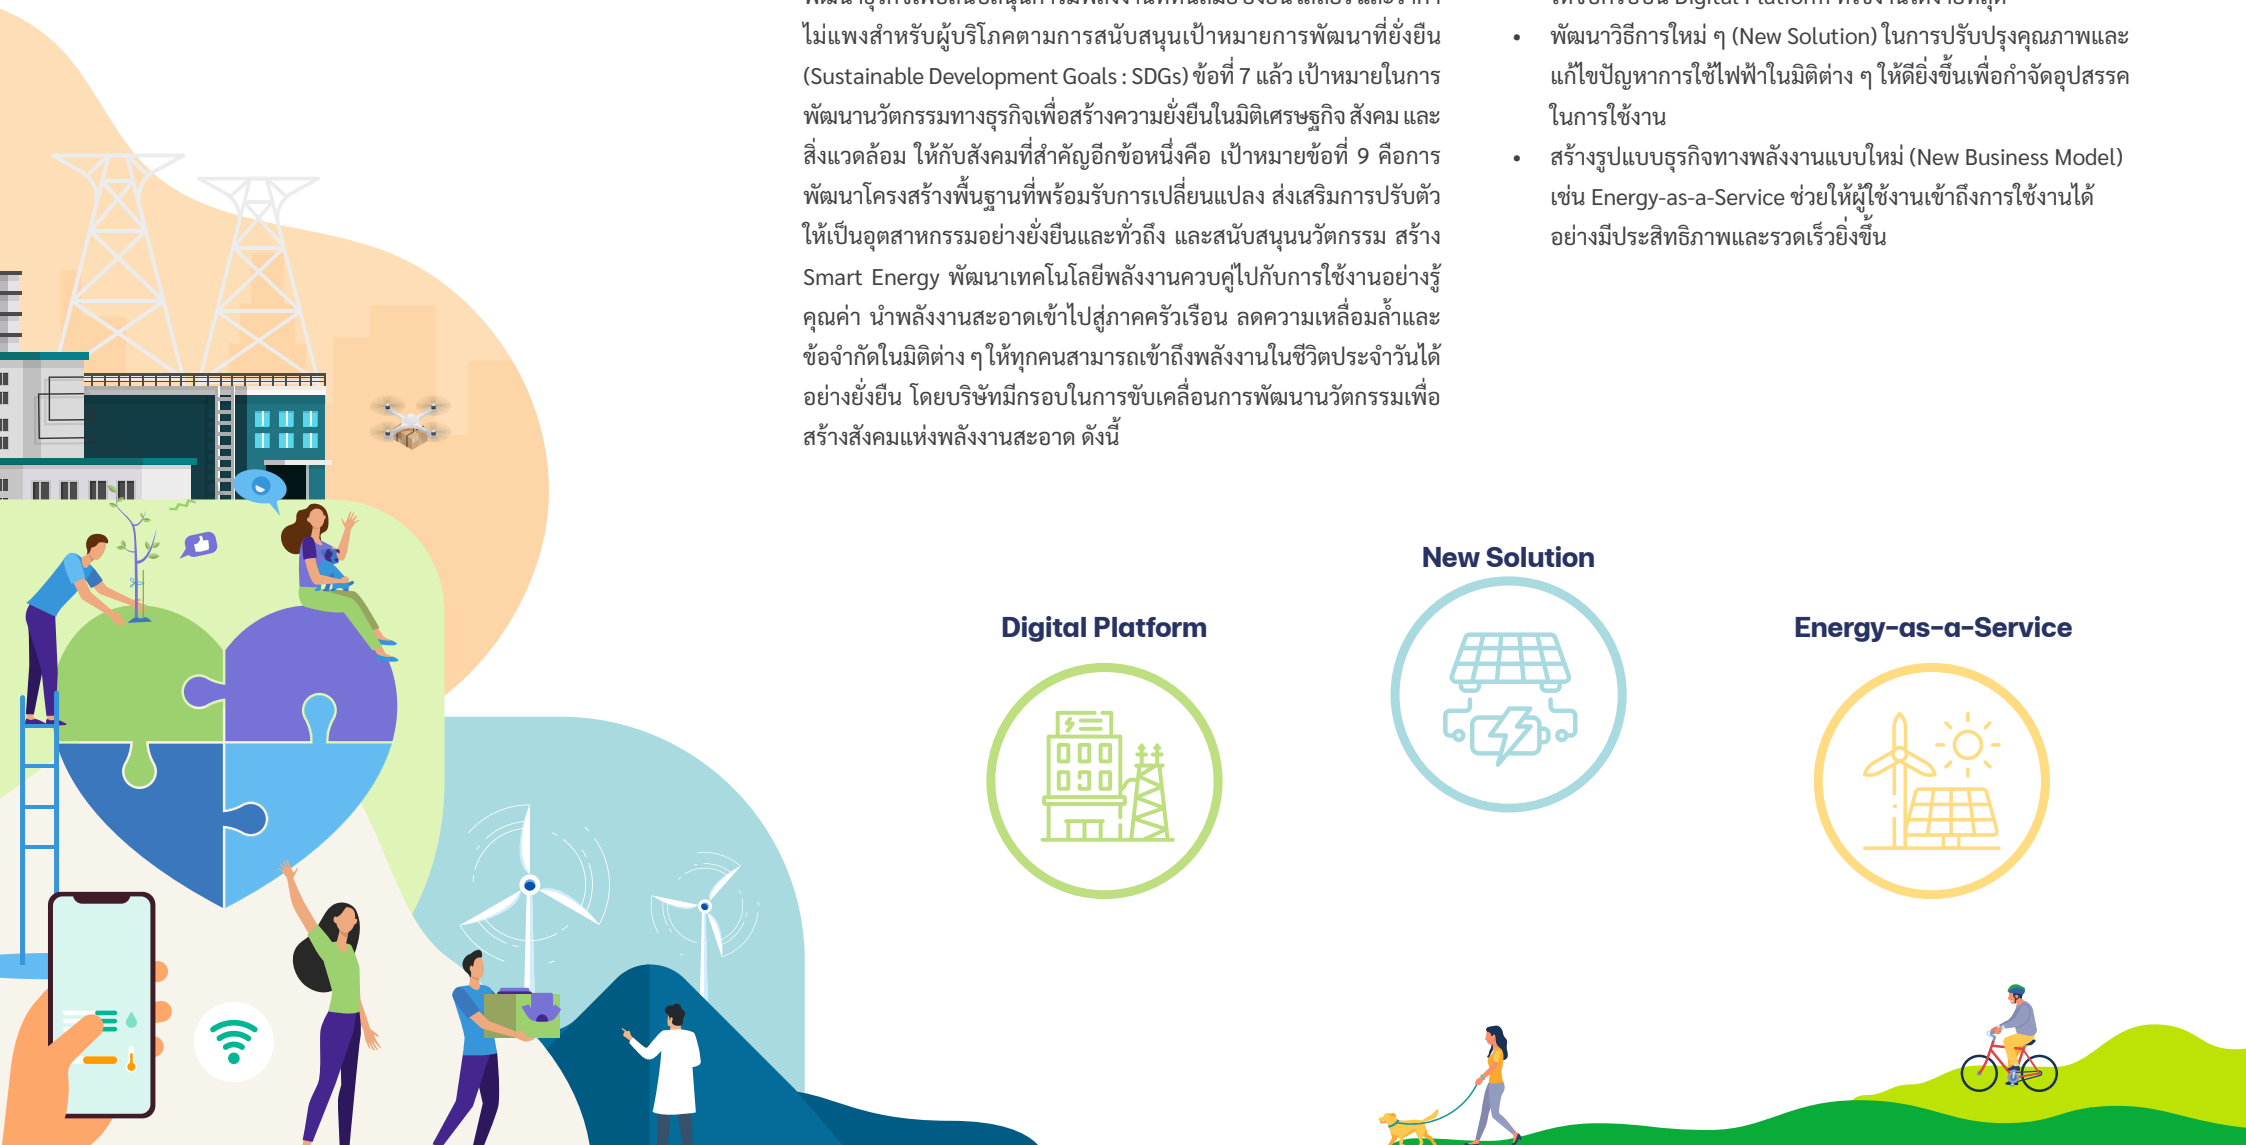 ไม่แพงสำหรับผู้บริโภคตามการสนับสนุนเป้าหมายการพัฒนาที่ยั่งยืน
(Sustainable Development Goals : SDGs) ข้อที่ 7 แล้ว เป้าหมายในการ
พัฒนานวัตกรรมทางธุรกิจเพื่อสร้างความยั่งยืนในมิติเศรษฐกิจ สังคม และ
สิ่งแวดล้อม ให้กับสังคมที่สำคัญอีกข้อหนึ่งคือ เป้าหมายข้อที่ 9 คือการ
พัฒนาโครงสร้างพื้นฐานที่พร้อมรับการเปลี่ยนแปลง ส่งเสริมการปรับตัว
ให้เป็นอุตสาหกรรมอย่างยั่งยืนและทั่วถึง และสนับสนุนนวัตกรรม สร้าง
Smart Energy พัฒนาเทคโนโลยีพลังงานควบคู่ไปกับการใช้งานอย่างรู้
คุณค่า นำพลังงานสะอาดเข้าไปสู่ภาคครัวเรือน ลดความเหลื่อมล้ำและ
ข้อจำกัดในมิติต่าง ๆ ให้ทุกคนสามารถเข้าถึงพลังงานในชีวิตประจำวันได้
อย่างยั่งยืน โดยบริษัทมีกรอบในการขับเคลื่อนการพัฒนานวัตกรรมเพื่อ
สร้างสังคมแห่งพลังงานสะอาด ดังนี้
Digital Platform
• พัฒนาวิธีการใหม่ ๆ (New Solution) ในการปรับปรุงคุณภาพและ
แก้ไขปัญหาการใช้ไฟฟ้าในมิติต่าง ๆ ให้ดียิ่งขึ้นเพื่อกำจัดอุปสรรค
ในการใช้งาน
• สร้างรูปแบบธุรกิจทางพลังงานแบบใหม่ (New Business Model)
เช่น Energy-as-a-Service ช่วยให้ผู้ใช้งานเข้าถึงการใช้งานได้
อย่างมีประสิทธิภาพและรวดเร็วยิ่งขึ้น
New Solution
Digital Platform
Energy-as-a-Service